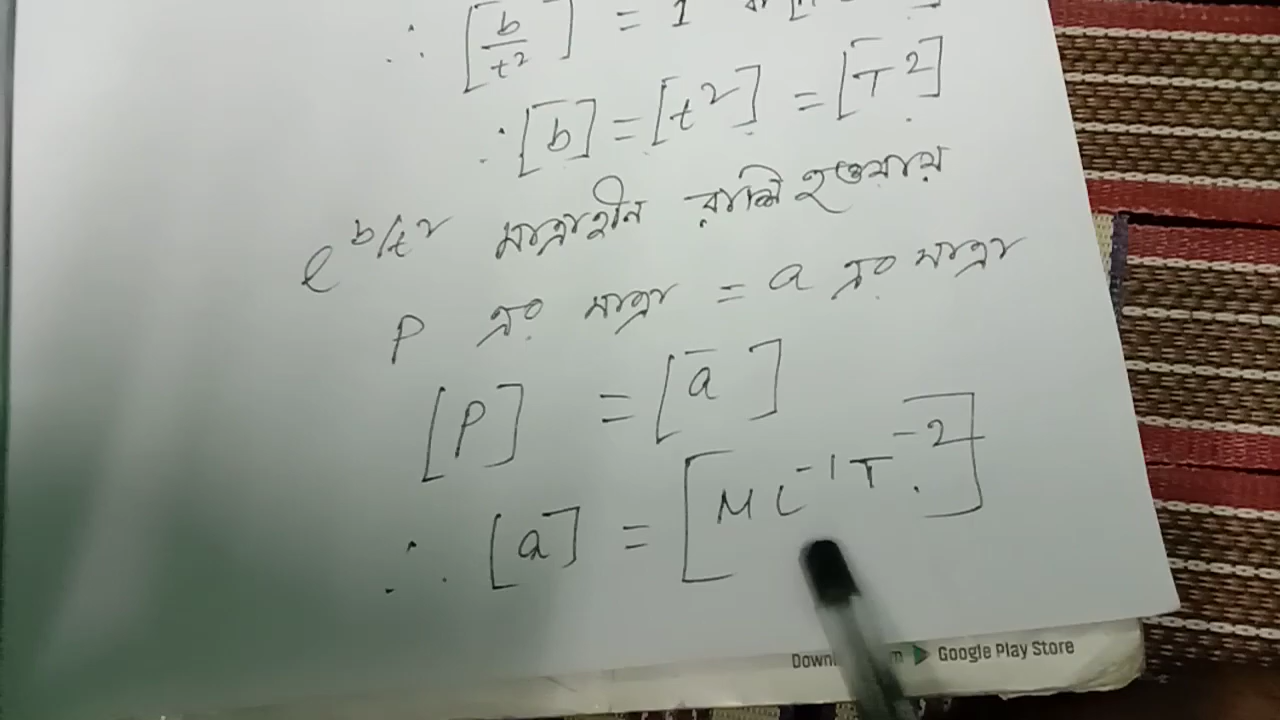 ∴ [b/t²] = 1 বা
∴ [b] = [t²] = [T²]
e^b/t² মাত্রাহীন রাশি হওয়ায়
P এর মাত্রা = a এর মাত্রা
[P] = [a]
∴ [a] = [ML⁻¹T⁻²]
Google Play Store